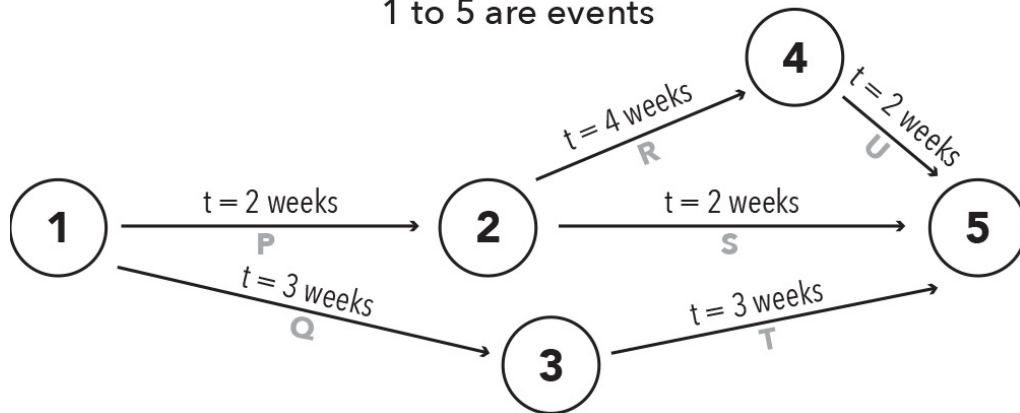 1 to 5 are events
4
t = 4 weeks
R
t = 2 weeks
U
1
t = 2 weeks
P
2
t = 2 weeks
S
5
t = 3 weeks
Q
3
t = 3 weeks
T